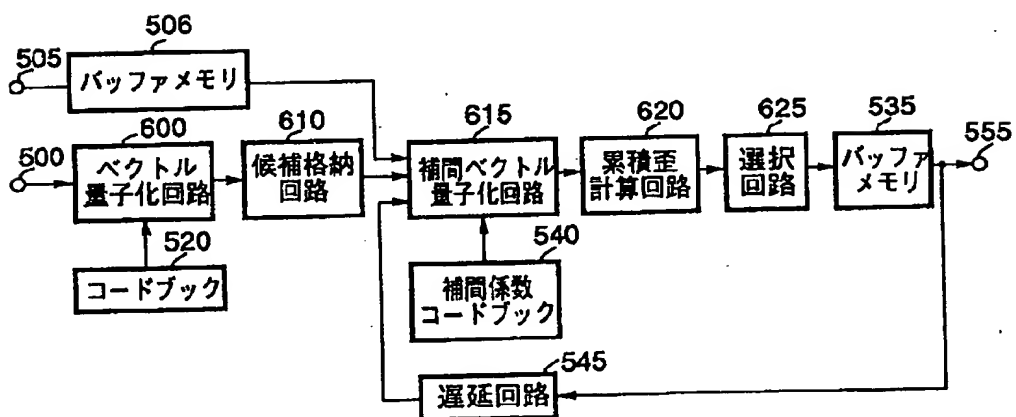 506
505
バッファメモリ
600
610
615
620
625
535
555
500
ベクトル
量子化回路
候補格納
回路
補間ベクトル
量子化回路
累積歪
計算回路
選択
回路
バッファ
メモリ
520
コードブック
540
補間係数
コードブック
545
遅延回路